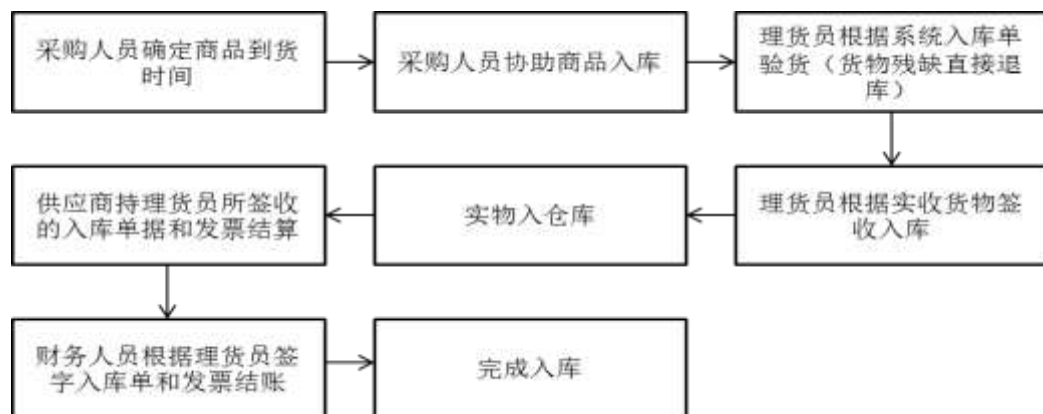 采购人员确定商品到货
时间
采购人员协助商品入库
理货员根据系统入库单
验货（货物残缺直接退
库）
理货员根据实收货物签
收入库
实物入仓库
供应商持理货员所签收
的入库单据和发票结算
财务人员根据理货员签
字入库单和发票结账
完成入库